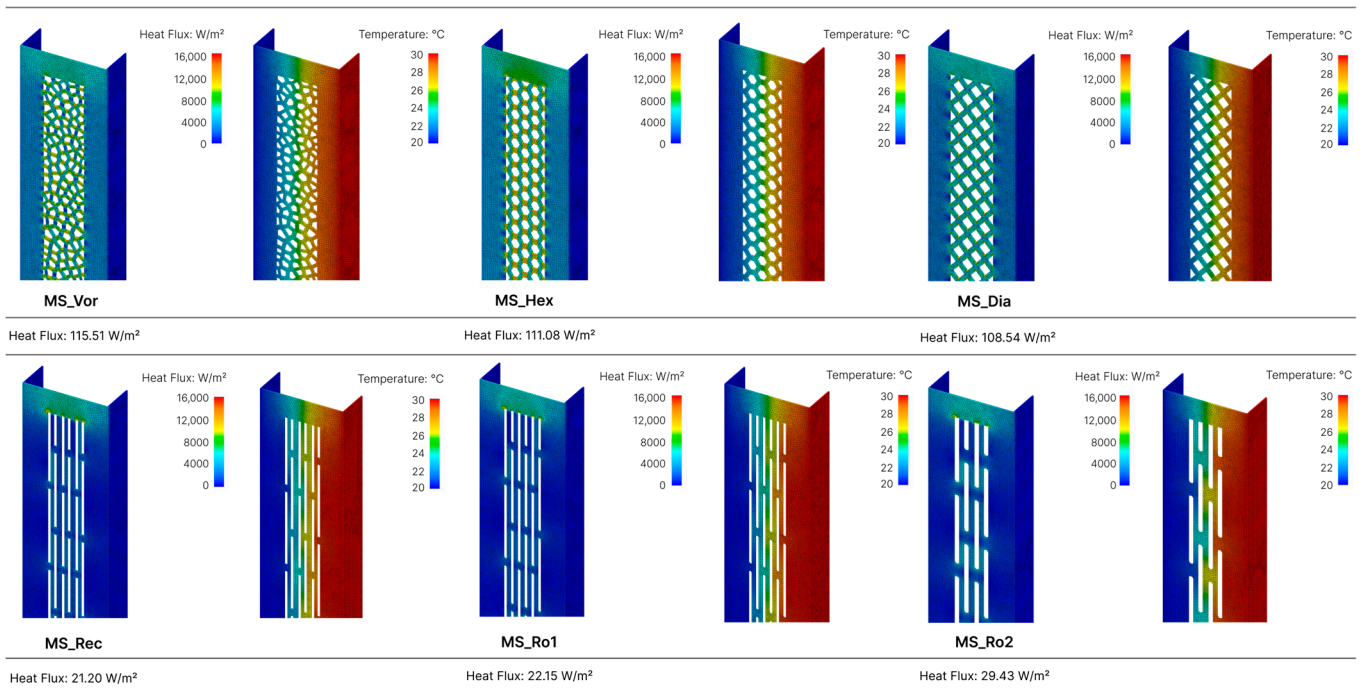 Heat Flux: W/m²
16,000
12,000
8000
4000
0
Temperature: °C
30
28
26
24
22
20
Heat Flux: W/m²
16,000
12,000
8000
4000
0
Temperature: °C
30
28
26
24
22
20
Heat Flux: W/m²
16,000
12,000
8000
4000
0
Temperature: °C
30
28
26
24
22
20
MS_Vor
MS_Hex
MS_Dia
Heat Flux: 115.51 W/m²
Heat Flux: 111.08 W/m²
Heat Flux: 108.54 W/m²
Heat Flux: W/m²
16,000
12,000
8000
4000
0
Temperature: °C
30
28
26
24
22
20
Heat Flux: W/m²
16,000
12,000
8000
4000
0
Temperature: °C
30
28
26
24
22
20
Heat Flux: W/m²
16,000
12,000
8000
4000
0
Temperature: °C
30
28
26
24
22
20
MS_Rec
MS_Ro1
MS_Ro2
Heat Flux: 21.20 W/m²
Heat Flux: 22.15 W/m²
Heat Flux: 29.43 W/m²